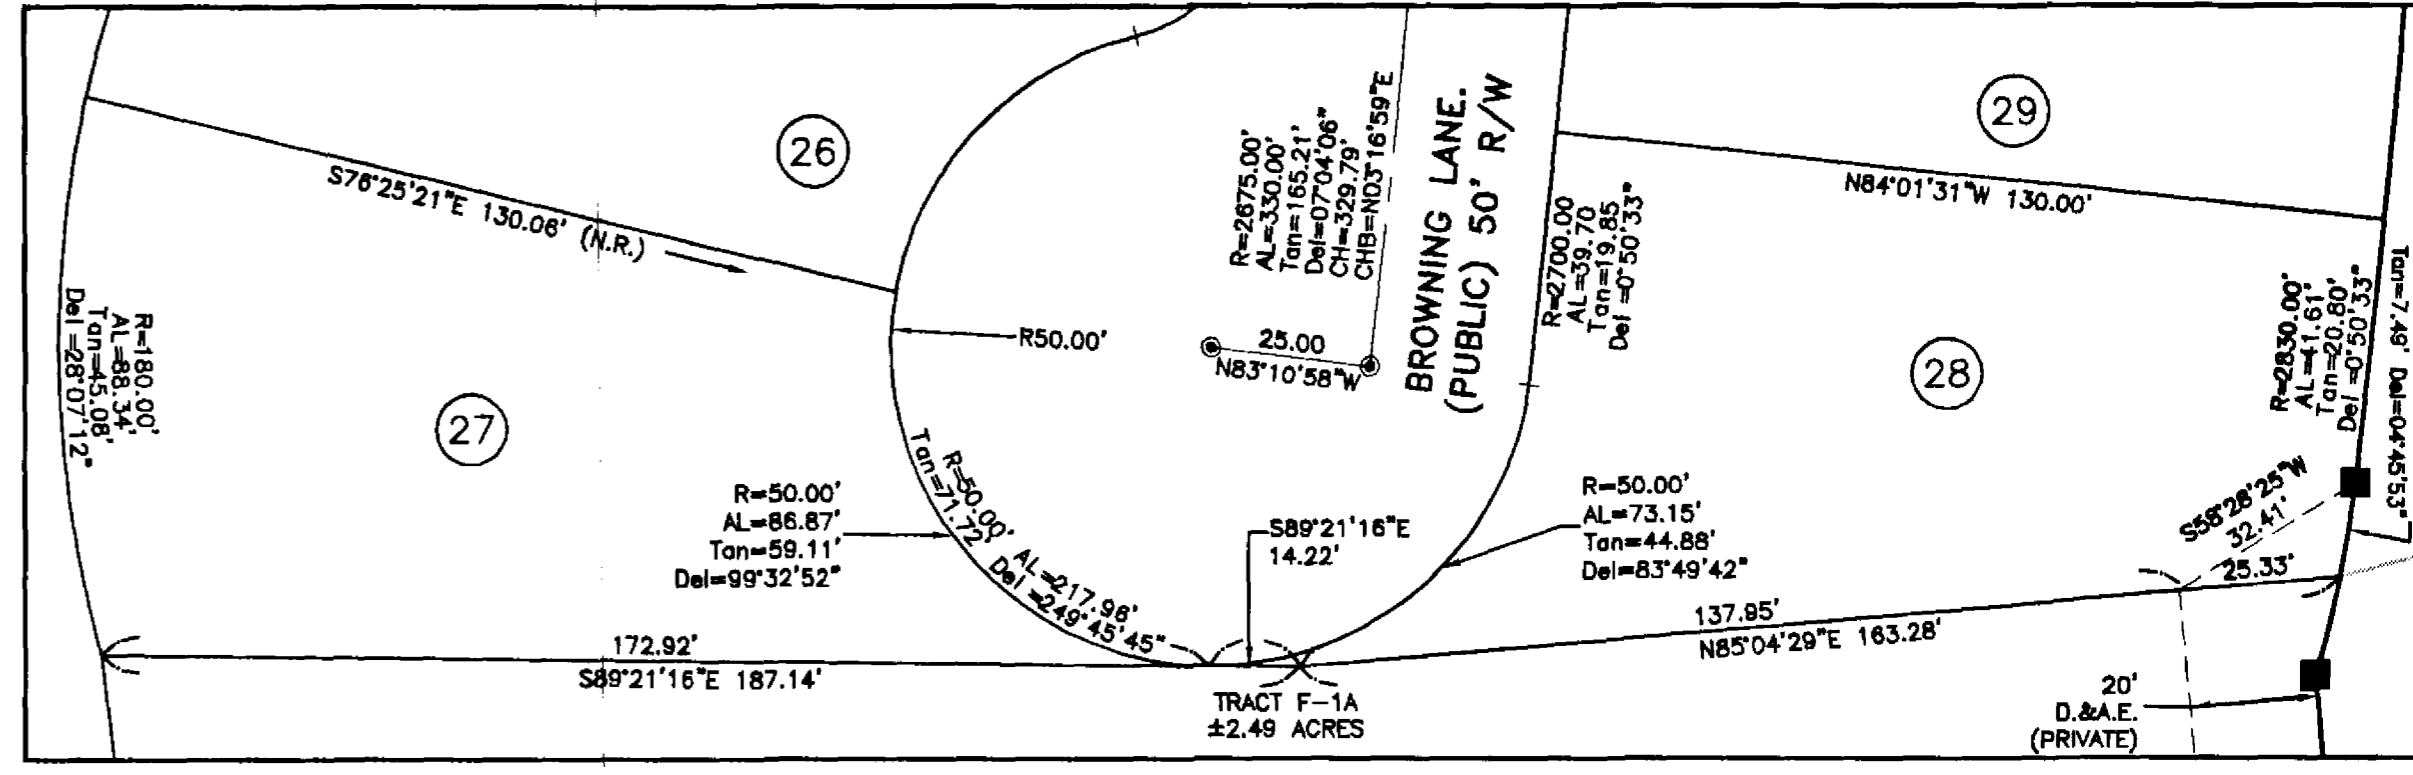 26
29
S76°25'21"E 130.06' (N.R.)
R=2675.00'
AL=330.00'
Tan=165.21'
Del=07°04'06"
CH=329.79'
CHB=N03°16'59"E
BROWNING LANE.
(PUBLIC) 50' R/W
N84°01'31"W 130.00'
R=2700.00
AL=39.70
Tan=19.85
Del =0°50'33"
R=180.00'
AL=88.34'
Tan=45.08'
Del =28°07'12"
R50.00'
25.00
N83°10'58"W
28
R=2830.00'
AL=41.61'
Tan=20.80'
Del =0°50'33"
Tan=7.49' Del=04°45'53"
27
R=50.00' AL=217.96'
Tan=71.72' Del =249°45'45"
R=50.00'
AL=86.87'
Tan=59.11'
Del=99°32'52"
S89°21'16"E
14.22'
R=50.00'
AL=73.15'
Tan=44.88'
Del=83°49'42"
S58°28'25"W
32.41'
25.33'
172.92'
S89°21'16"E 187.14'
137.95'
N85°04'29"E 163.28'
TRACT F-1A
±2.49 ACRES
20'
D.&A.E.
(PRIVATE)